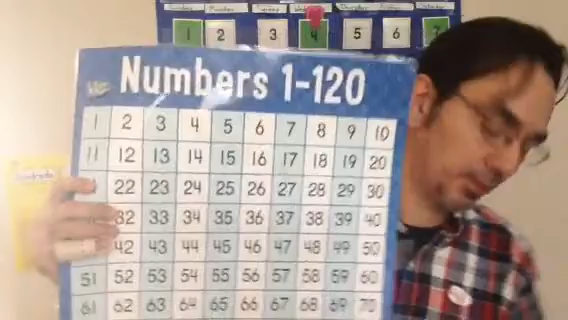 1 2 3 4 5 6 7
Numbers 1-120
1 2 3 4 5 6 7 8 9 10
11 12 13 14 15 16 17 18 19 20
22 23 24 25 26 27 28 29 30
32 33 34 35 36 37 38 39 40
42 43 44 45 46 47 48 49 50
51 52 53 54 55 56 57 58 59 60
61 62 63 64 65 66 67 68 69 70